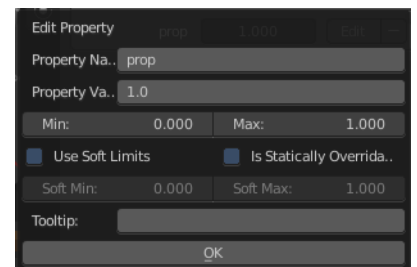 Edit Property prop 1.000 Edit
Property Na.. prop
Property Va.. 1.0
Min: 0.000 Max: 1.000
Use Soft Limits Is Statically Overrida..
Soft Min: 0.000 Soft Max: 1.000
Tooltip:
OK